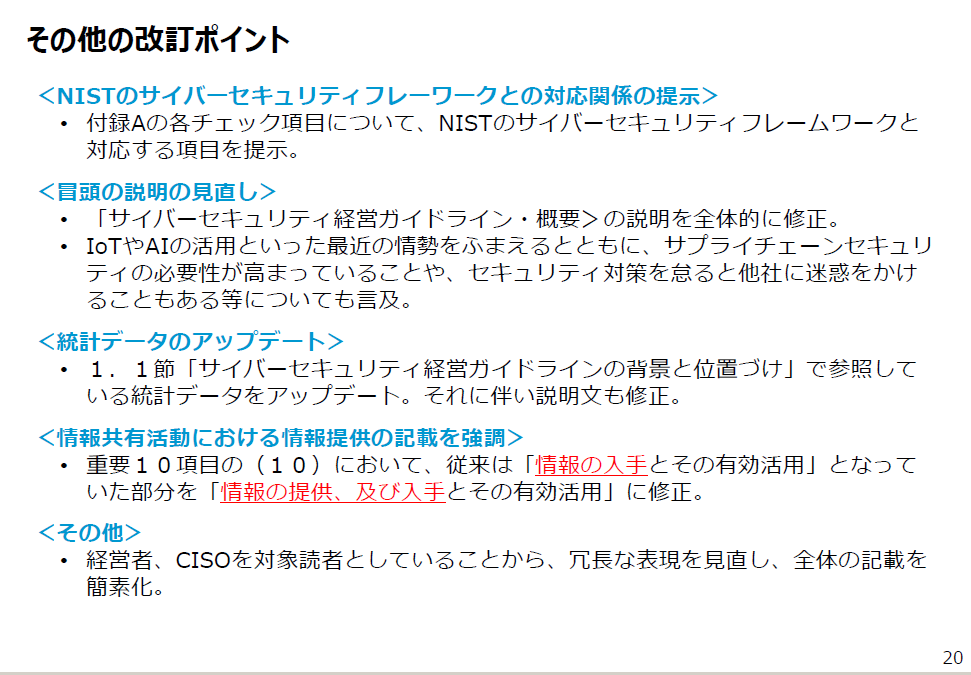 その他の改訂ポイント
＜NISTのサイバーセキュリティフレーワークとの対応関係の提示＞
• 付録Aの各チェック項目について、NISTのサイバーセキュリティフレームワークと
対応する項目を提示。
＜冒頭の説明の見直し＞
• 「サイバーセキュリティ経営ガイドライン・概要＞の説明を全体的に修正。
• IoTやAIの活用といった最近の情勢をふまえるとともに、サプライチェーンセキュリ
ティの必要性が高まっていることや、セキュリティ対策を怠ると他社に迷惑をかけ
ることもある等についても言及。
＜統計データのアップデート＞
• １．１節「サイバーセキュリティ経営ガイドラインの背景と位置づけ」で参照して
いる統計データをアップデート。それに伴い説明文も修正。
＜情報共有活動における情報提供の記載を強調＞
• 重要１０項目の（１０）において、従来は「情報の入手とその有効活用」となって
いた部分を「情報の提供、及び入手とその有効活用」に修正。
＜その他＞
• 経営者、CISOを対象読者としていることから、冗長な表現を見直し、全体の記載を
簡素化。
20